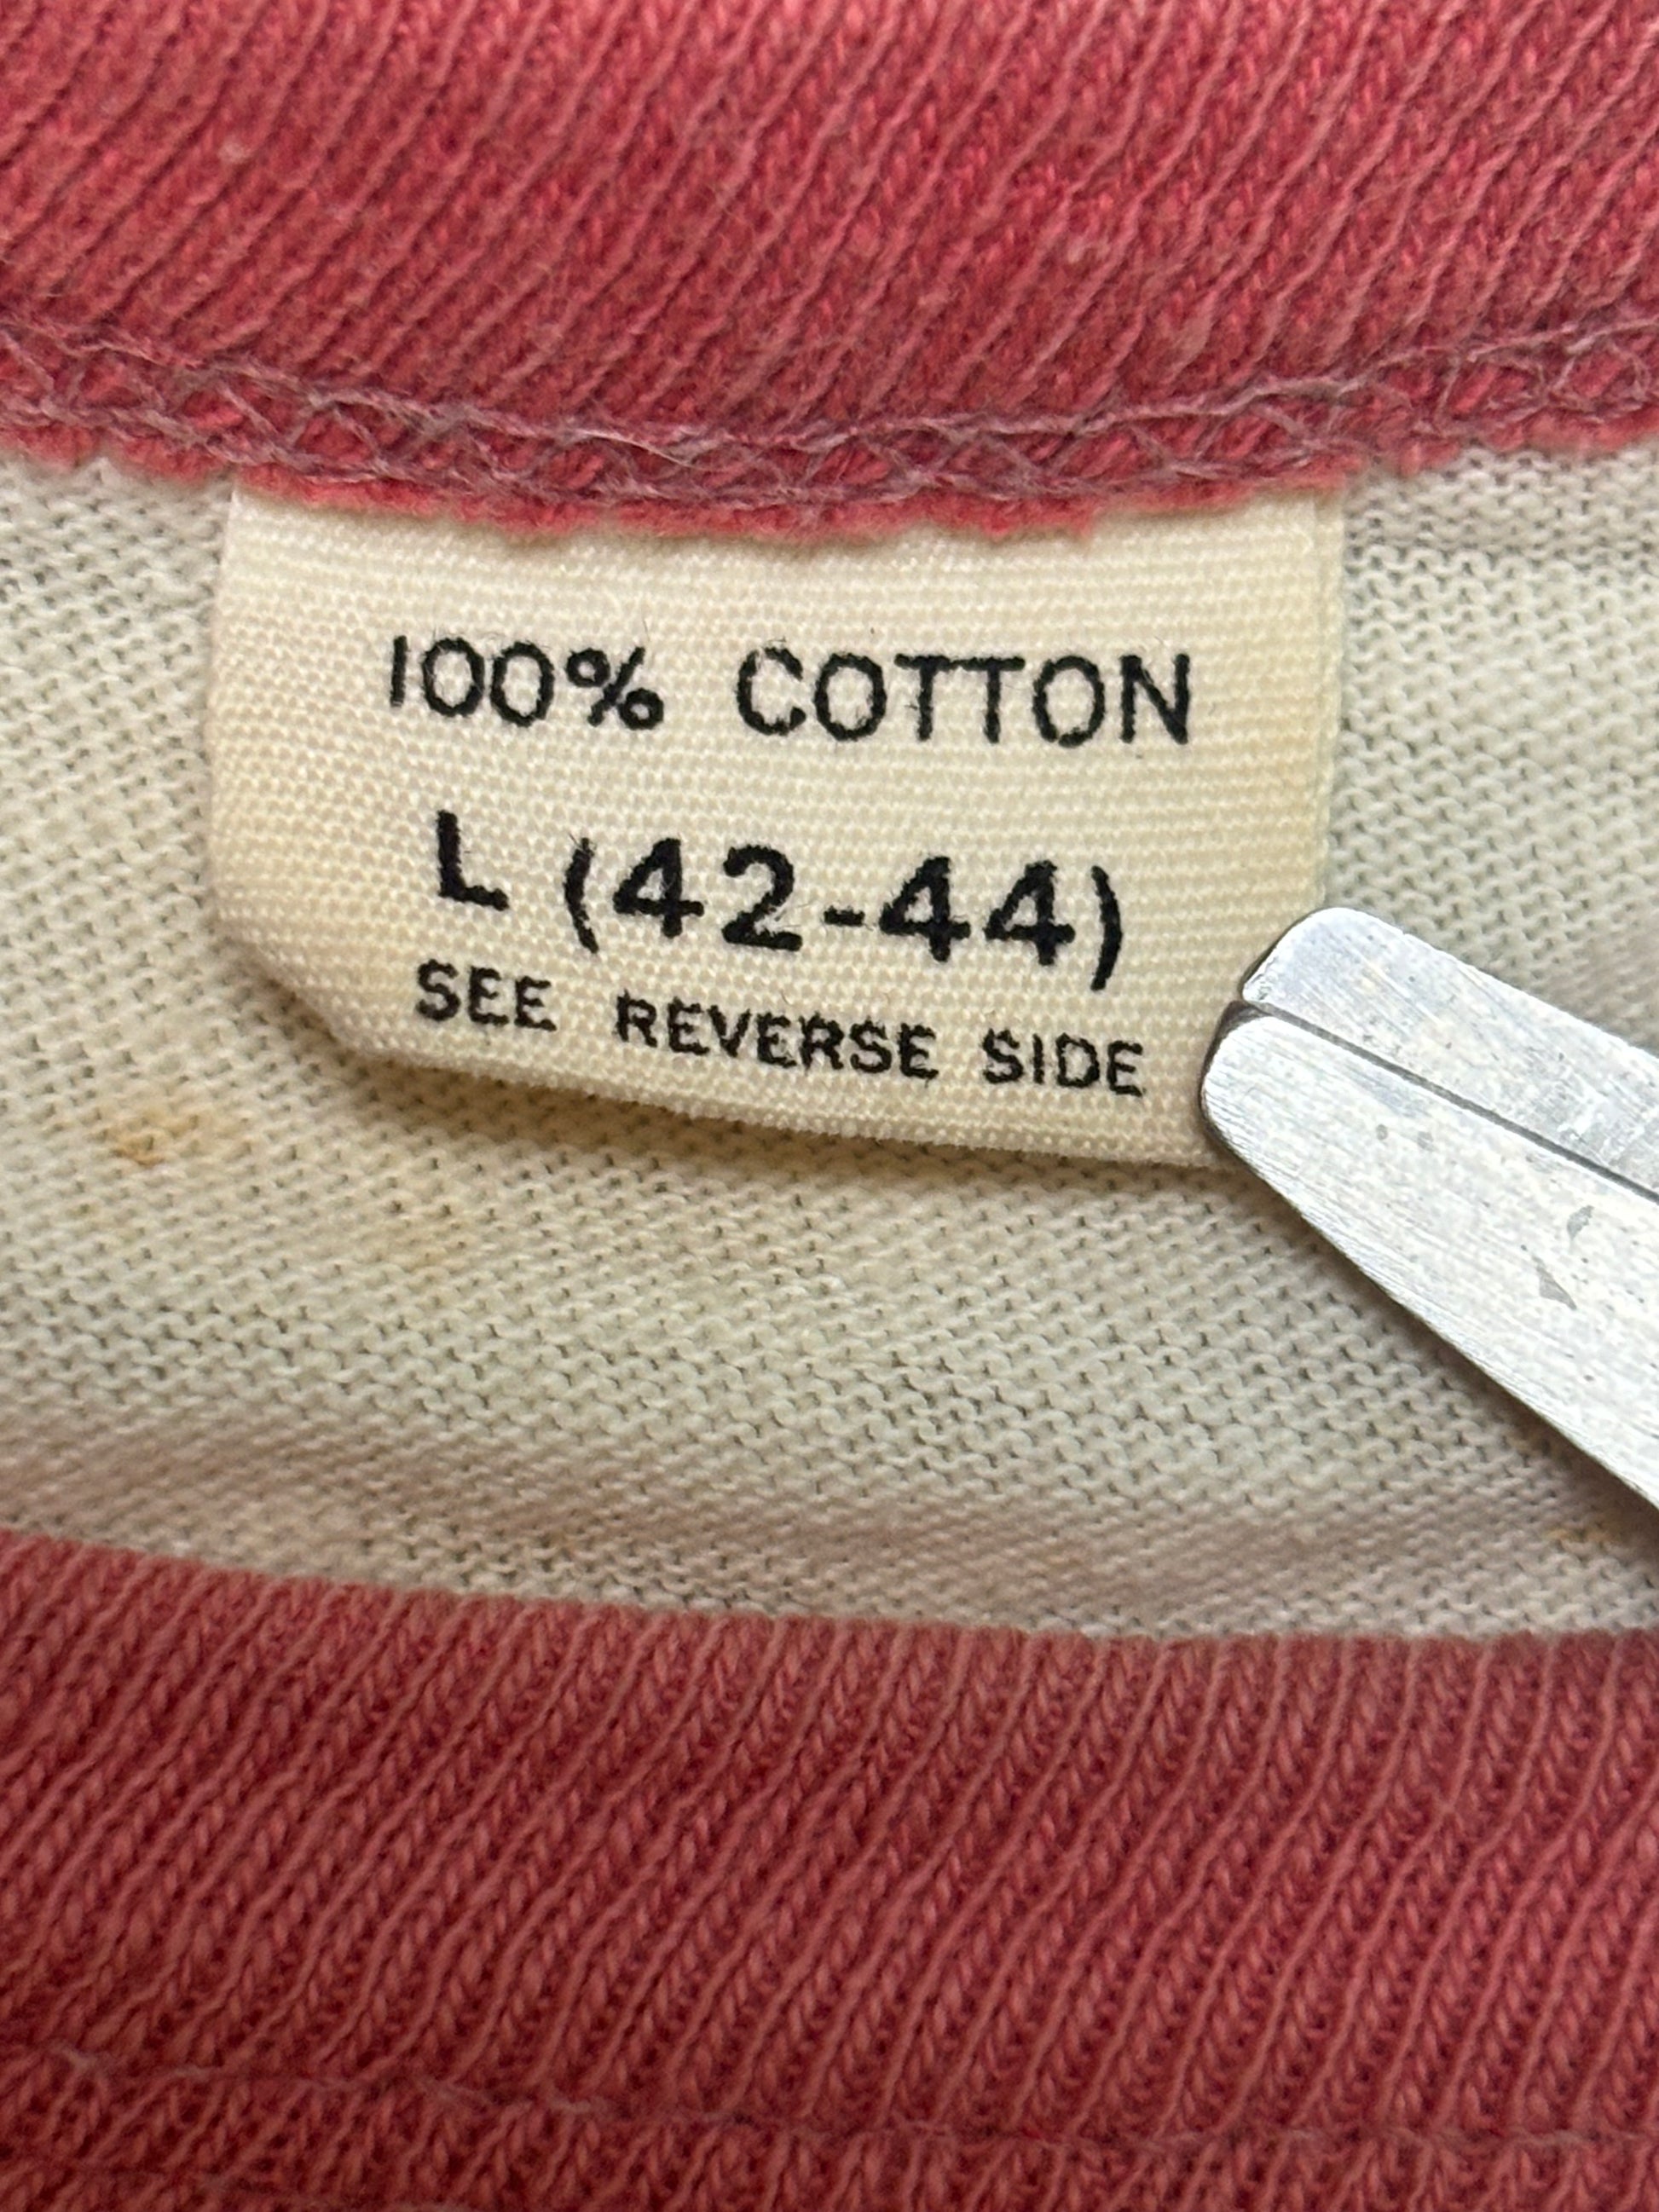 100% COTTON
L (42-44)
SEE REVERSE SIDE